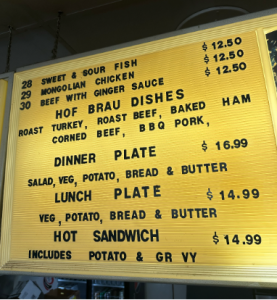 28 SWEET & SOUR FISH $12.50
29 MONGOLIAN CHICKEN $12.50
30 BEEF WITH GINGER SAUCE $12.50
HOF BRAU DISHES
ROAST TURKEY, ROAST BEEF, BAKED HAM
CORNED BEEF, BBQ PORK,
DINNER PLATE $16.99
SALAD, VEG, POTATO, BREAD & BUTTER
LUNCH PLATE $14.99
VEG, POTATO, BREAD & BUTTER
HOT SANDWICH $14.99
INCLUDES POTATO & GR VY